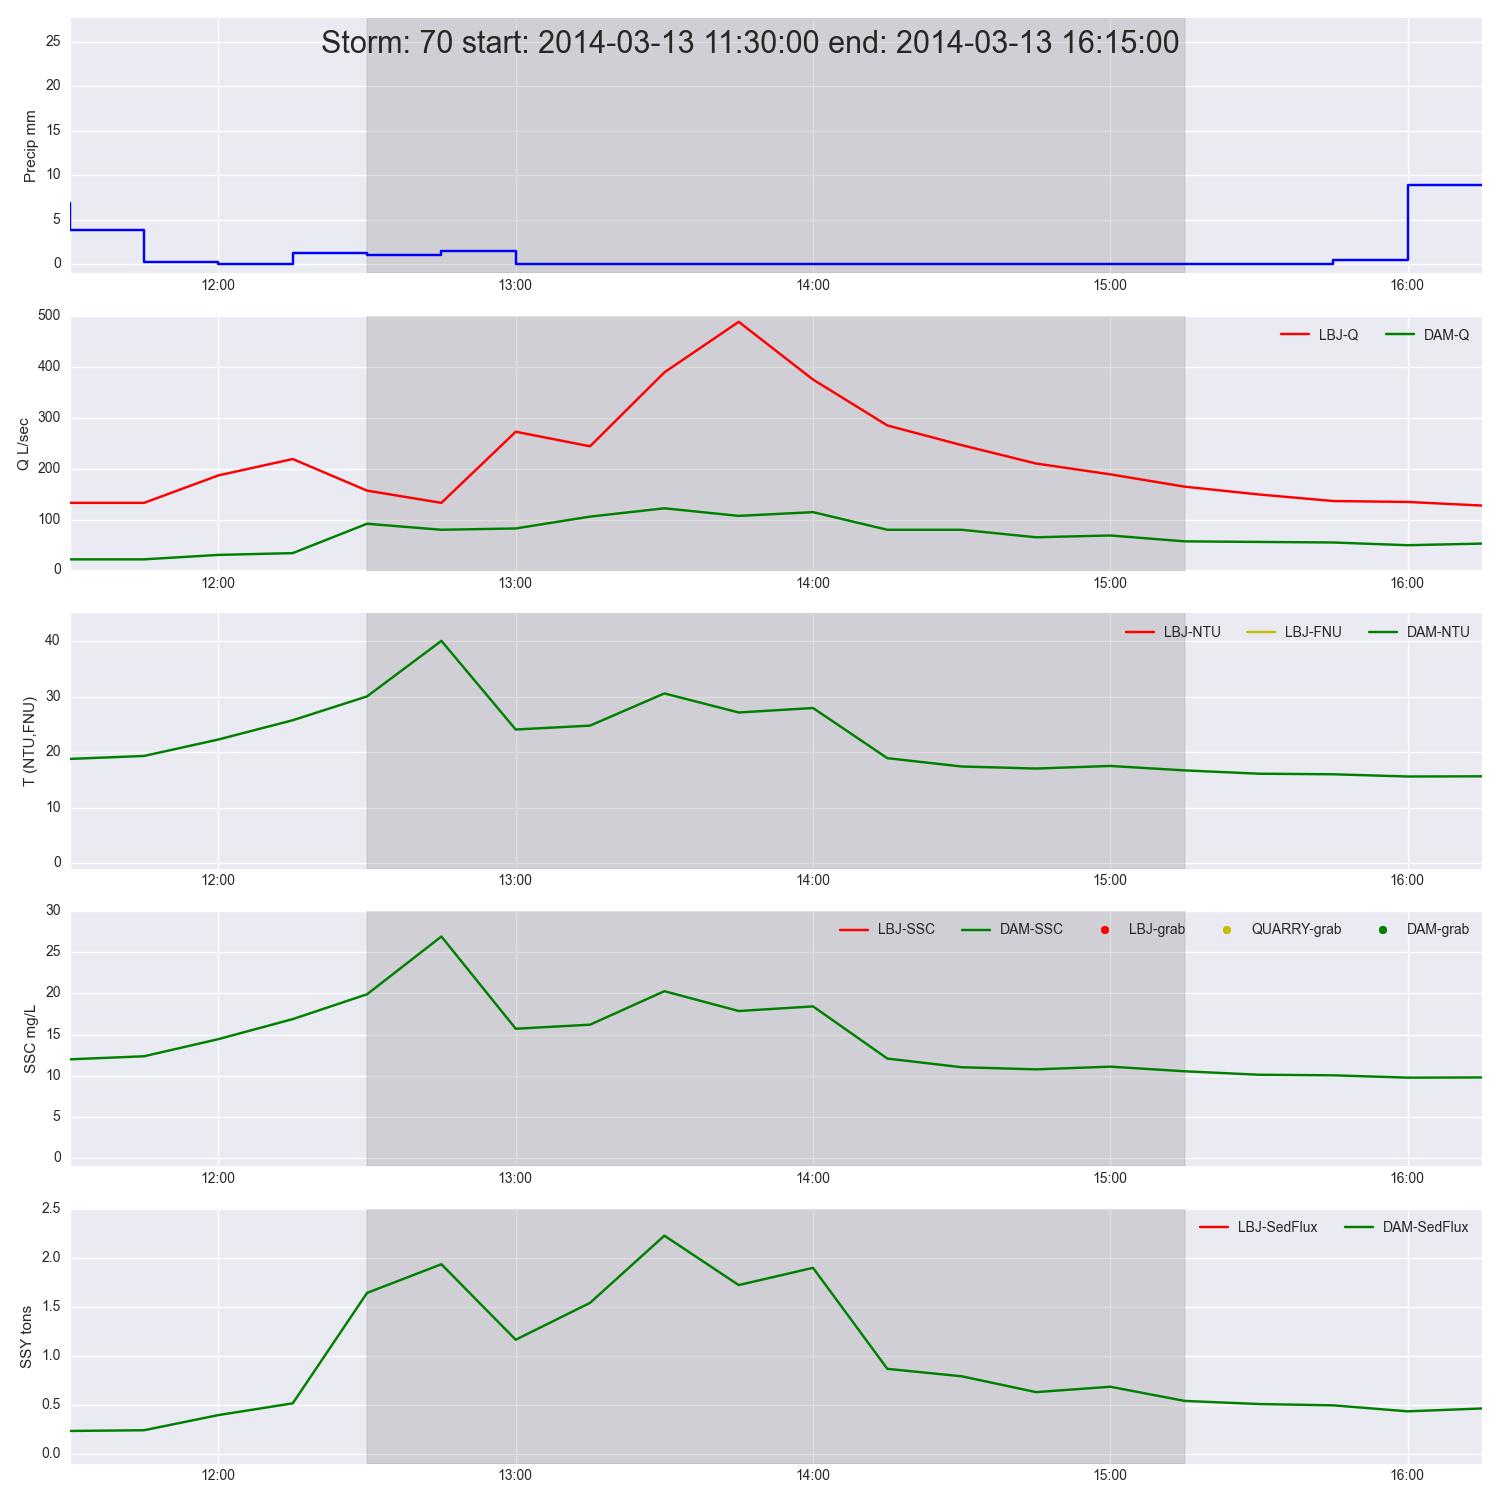 Storm: 70 start: 2014-03-13 11:30:00 end: 2014-03-13 16:15:00
Precip mm
25
20
15
10
5
0
12:00 13:00 14:00 15:00 16:00
LBJ-Q DAM-Q
Q L/sec
500
400
300
200
100
0
12:00 13:00 14:00 15:00 16:00
LBJ-NTU LBJ-FNU DAM-NTU
T (NTU,FNU)
40
30
20
10
0
12:00 13:00 14:00 15:00 16:00
LBJ-SSC DAM-SSC LBJ-grab QUARRY-grab DAM-grab
SSC mg/L
30
25
20
15
10
5
0
12:00 13:00 14:00 15:00 16:00
LBJ-SedFlux DAM-SedFlux
SSY tons
2.5
2.0
1.5
1.0
0.5
0.0
12:00 13:00 14:00 15:00 16:00